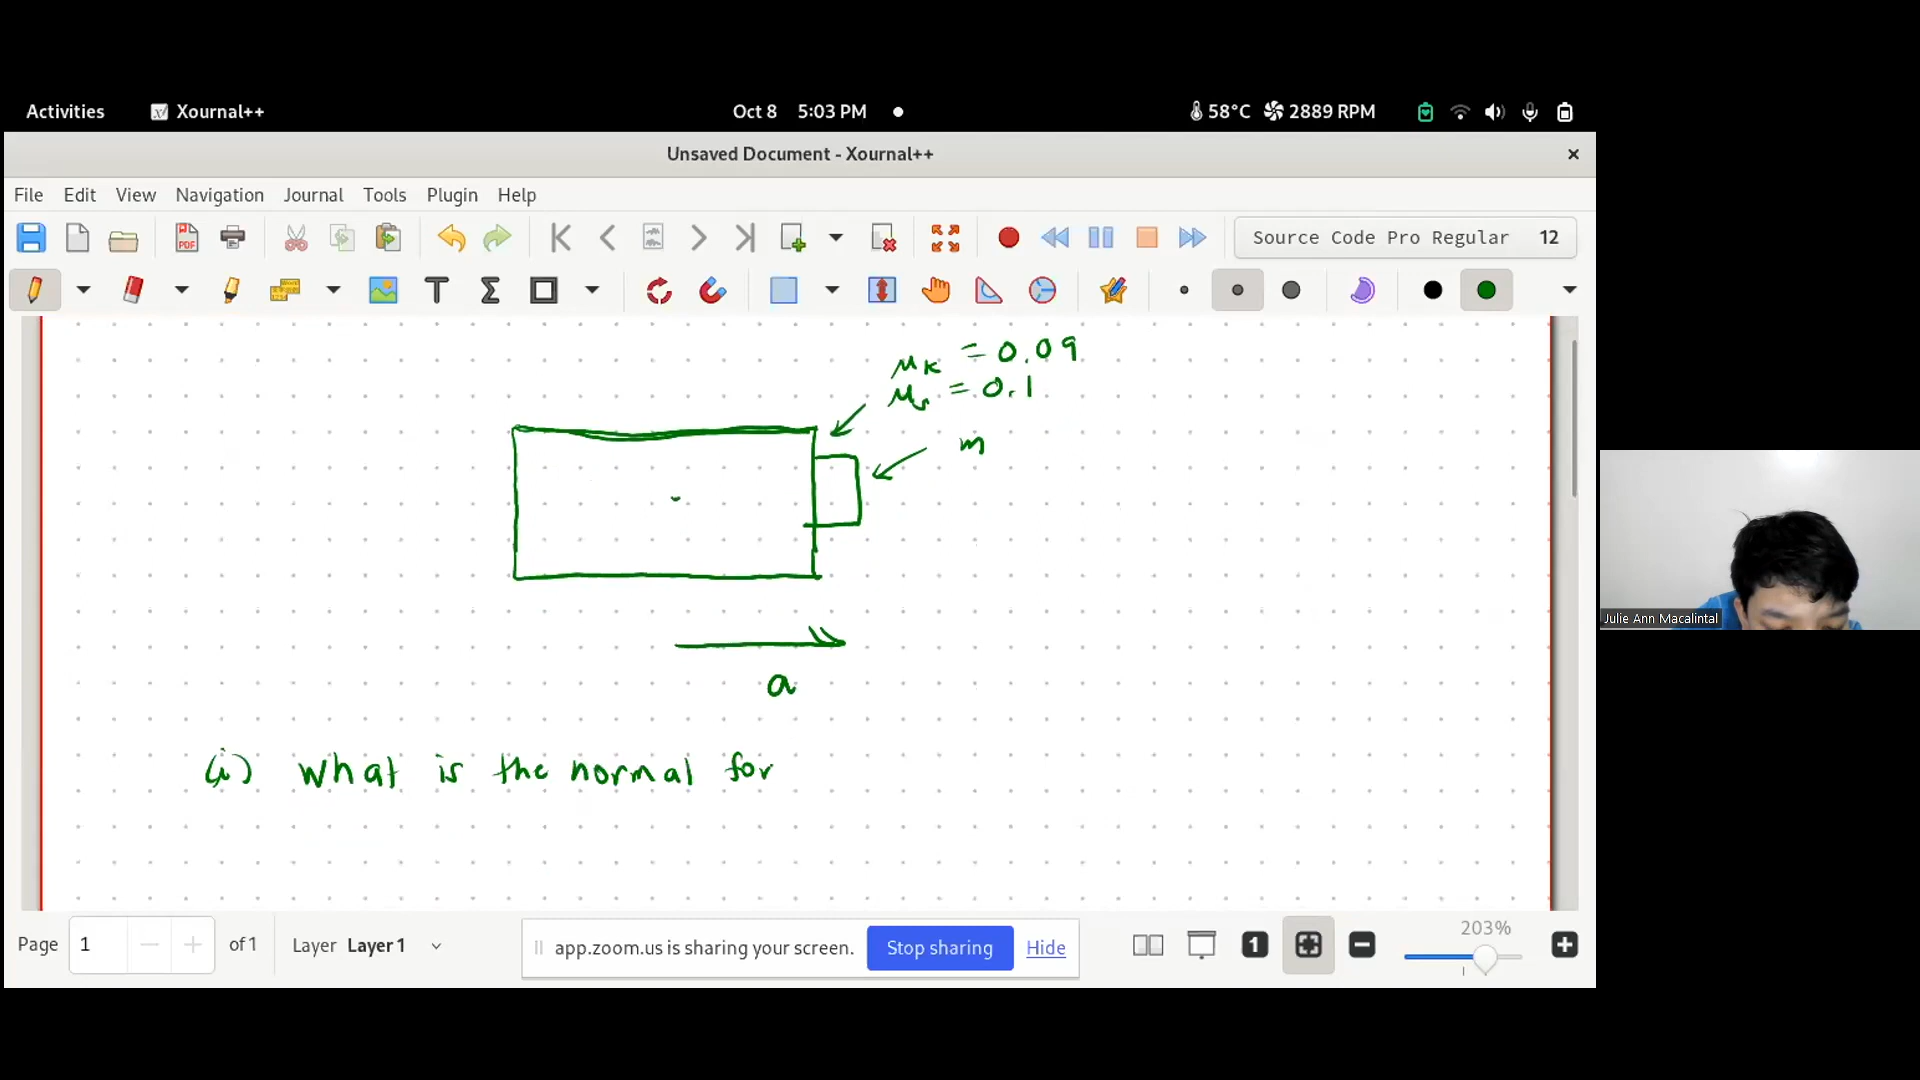 Activities Xournal++ Oct 8 5:03 PM 58°C 2889 RPM
Unsaved Document - Xournal++
File Edit View Navigation Journal Tools Plugin Help
PDF Source Code Pro Regular 12
T Σ
μk = 0.09
μs = 0.1
m
a
(i) What is the normal for
Julie Ann Macalintal
Page 1 of 1 Layer Layer 1 app.zoom.us is sharing your screen. Stop sharing Hide 1 203%